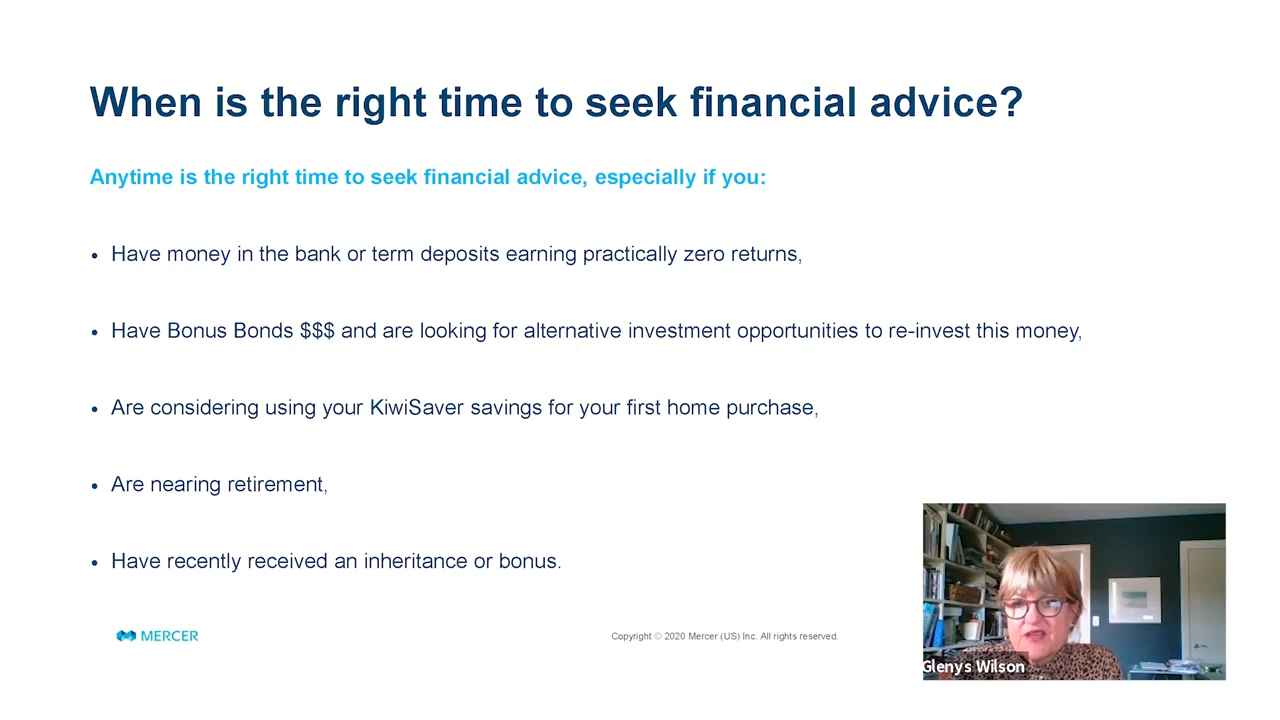 When is the right time to seek financial advice?
Anytime is the right time to seek financial advice, especially if you:
• Have money in the bank or term deposits earning practically zero returns,
• Have Bonus Bonds $$$ and are looking for alternative investment opportunities to re-invest this money,
• Are considering using your KiwiSaver savings for your first home purchase,
• Are nearing retirement,
• Have recently received an inheritance or bonus.
MERCER
Copyright © 2020 Mercer (US) Inc. All rights reserved.
Glenys Wilson